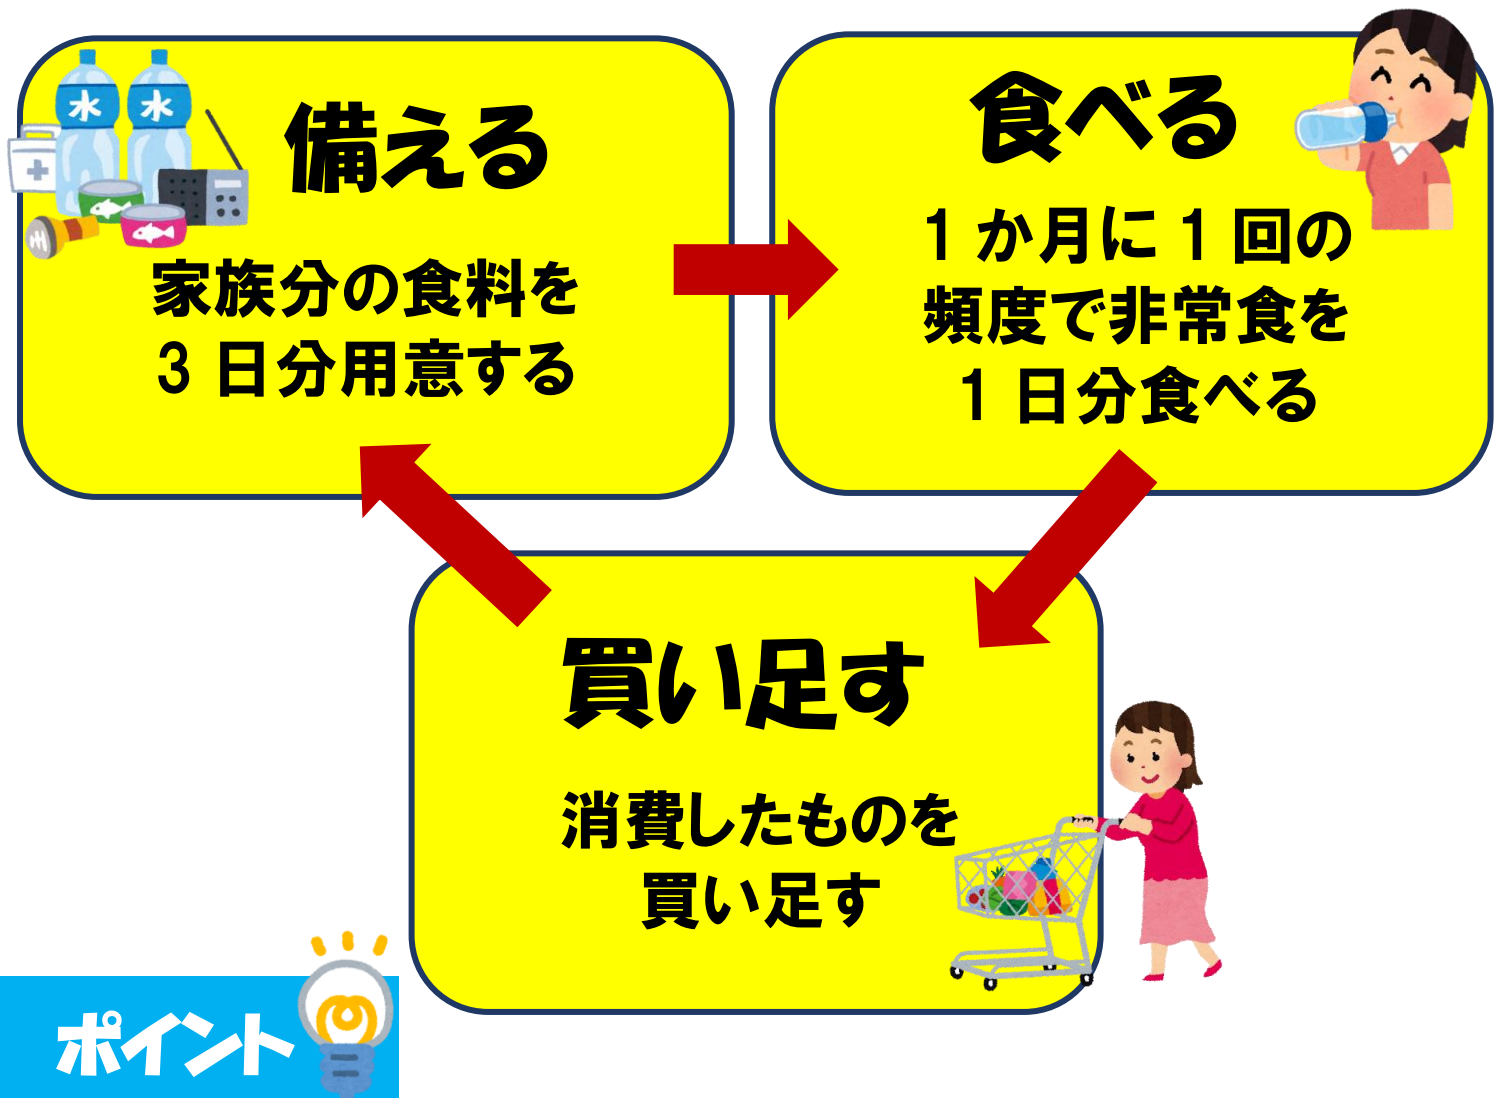 水 水
備える
家族分の食料を
3日分用意する
食べる
1か月に1回の
頻度で非常食を
1日分食べる
買い足す
消費したものを
買い足す
ポイント